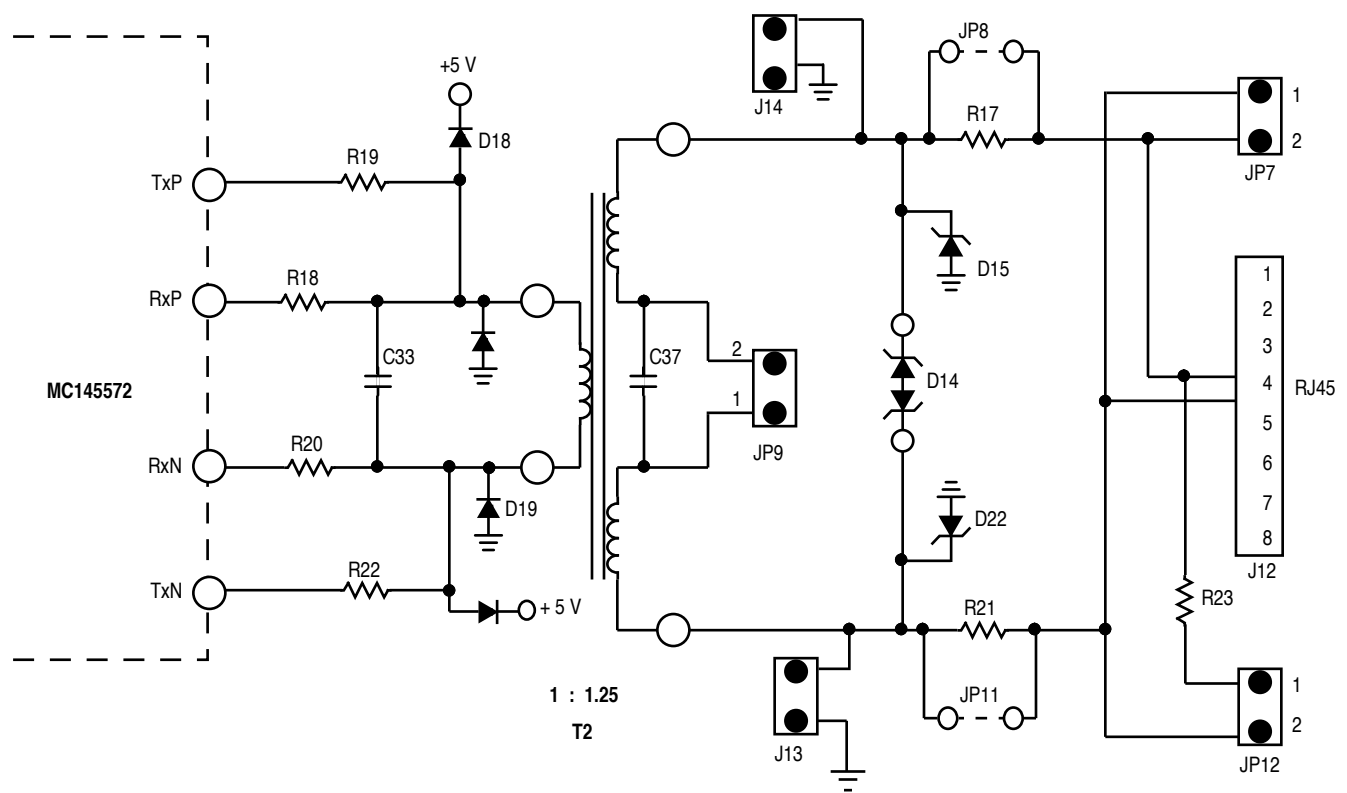 JP8
+5 V
J14
R17
1
D18
R19
2
TxP
JP7
D15
1
R18
RxP
2
3
C33
C37
2
D14
4
RJ45
MC145572
1
5
R20
JP9
6
RxN
7
D19
D22
8
R22
J12
TxN
+ 5 V
R21
R23
1 : 1.25
JP11
1
2
T2
J13
JP12